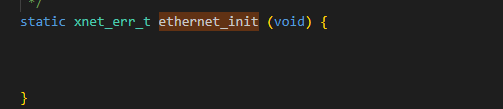 */
static xnet_err_t ethernet_init (void) {
}